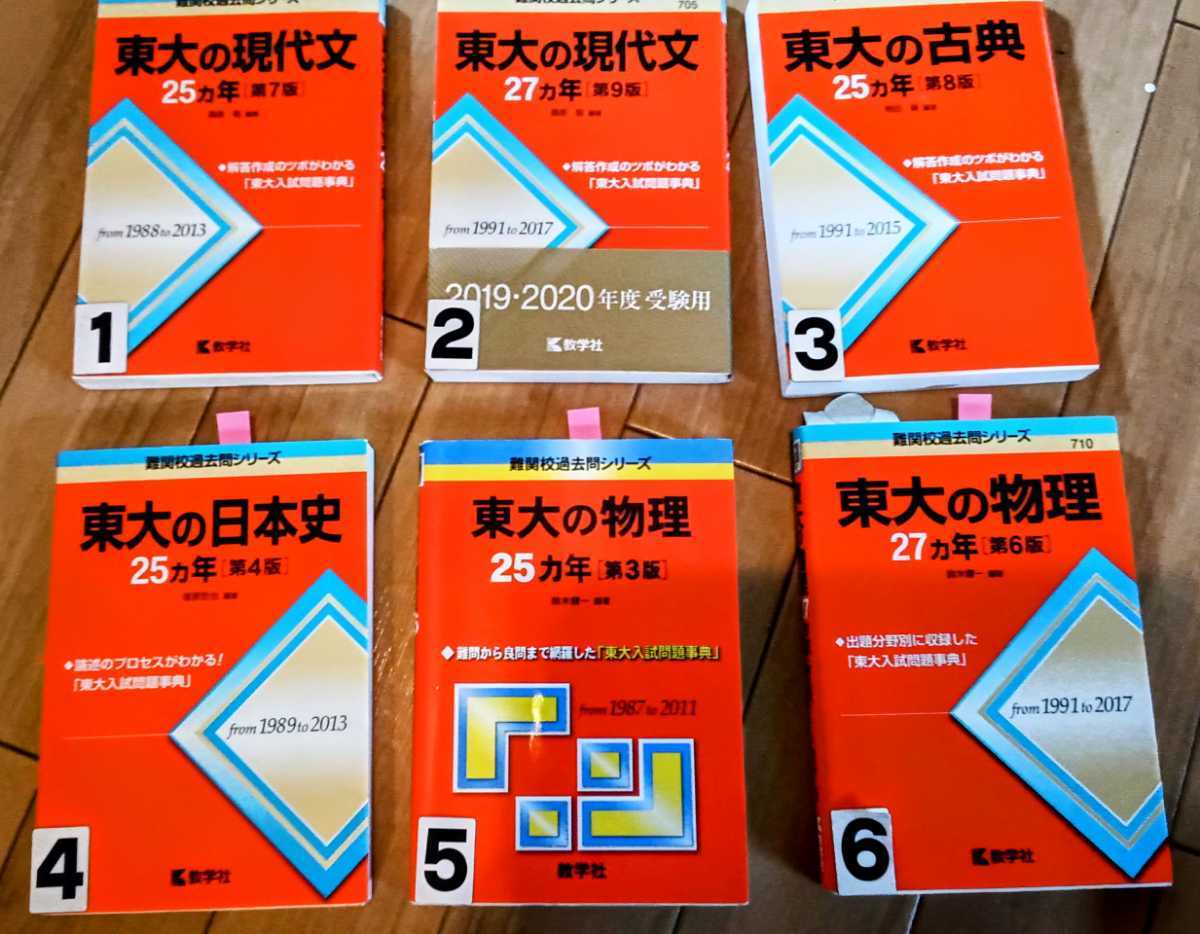 難関校過去問シリーズ
東大の現代文
25カ年[第7版]
◆解答作成のツボがわかる
「東大入試問題事典」
from 1988 to 2013
教学社
1
難関校過去問シリーズ
705
東大の現代文
27カ年[第9版]
◆解答作成のツボがわかる
「東大入試問題事典」
from 1991 to 2017
2019・2020年度受験用
教学社
2
東大の古典
25カ年[第8版]
◆解答作成のツボがわかる
「東大入試問題事典」
from 1991 to 2015
教学社
3
難関校過去問シリーズ
東大の日本史
25カ年[第4版]
◆論述のプロセスがわかる!
「東大入試問題事典」
from 1989 to 2013
教学社
4
難関校過去問シリーズ
東大の物理
25カ年[第3版]
◆難問から良問まで網羅した「東大入試問題事典」
from 1987 to 2011
教学社
5
難関校過去問シリーズ
710
東大の物理
27カ年[第6版]
◆出題分野別に収録した
「東大入試問題事典」
from 1991 to 2017
教学社
6